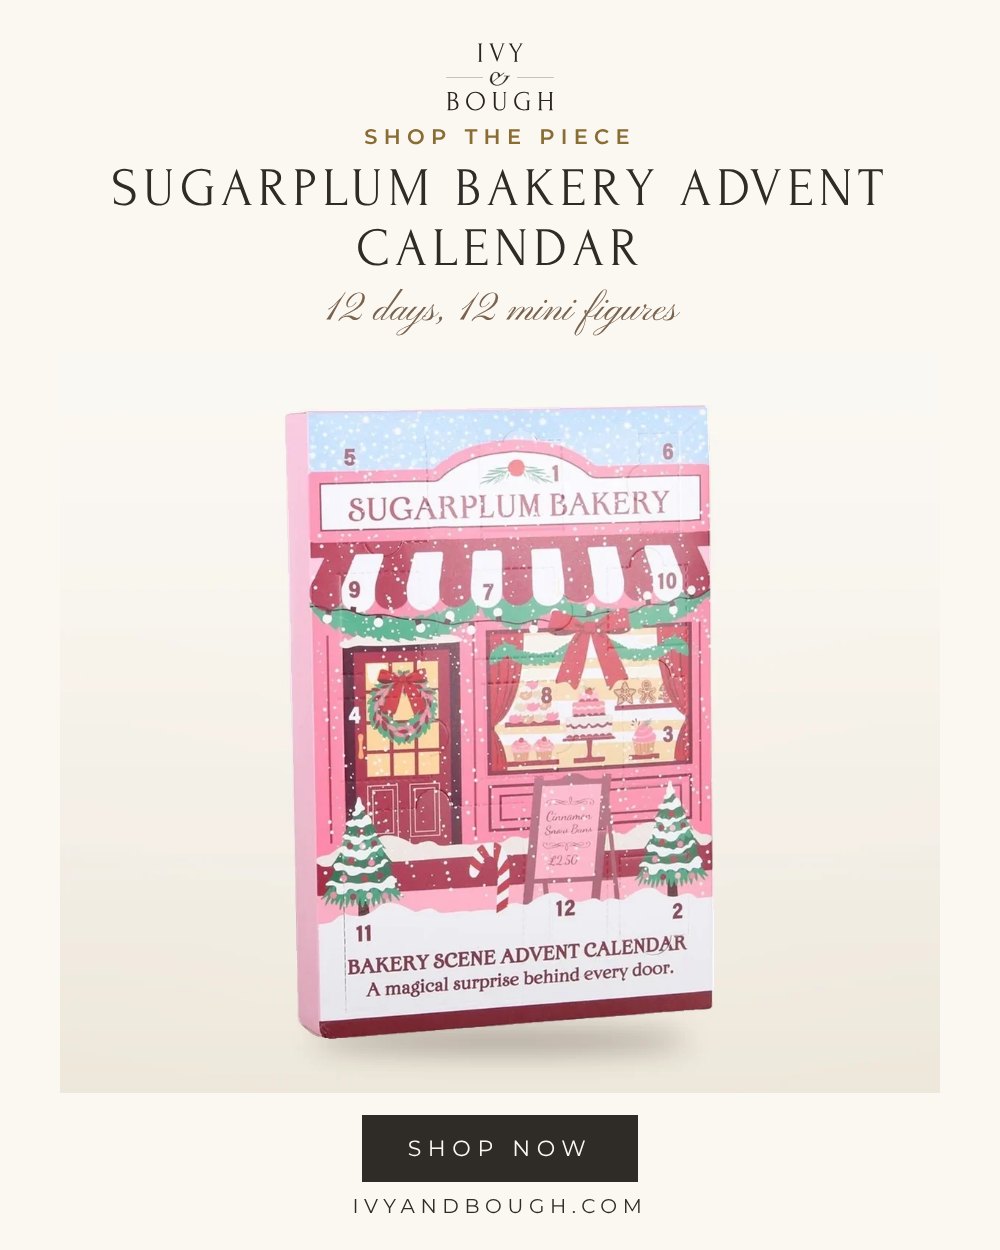 IVY
&
BOUGH
SHOP THE PIECE
SUGARPLUM BAKERY ADVENT
CALENDAR
12 days, 12 mini figures
5
6
1
SUGARPLUM BAKERY
9
7
10
8
4
3
Cinnamon
Snow Buns
£2.50
12
2
11
BAKERY SCENE ADVENT CALENDAR
A magical surprise behind every door.
SHOP NOW
IVYANDBOUGH.COM